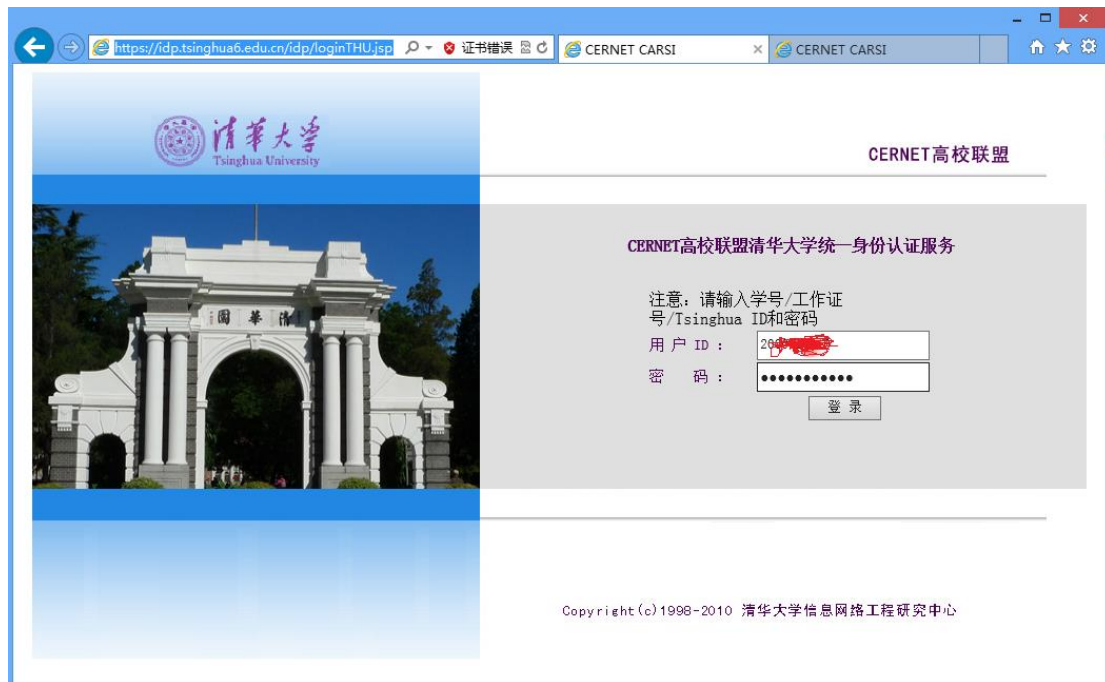 https://idp.tsinghua6.edu.cn/idp/loginTHU.jsp
证书错误
CERNET CARSI
CERNET CARSI
清华大学
Tsinghua University
CERNET高校联盟
清華園
CERNET高校联盟清华大学统一身份认证服务
注意：请输入学号/工作证
号/Tsinghua ID和密码
用 户 ID ：
密 码 ：
登 录
Copyright(c)1998-2010 清华大学信息网络工程研究中心